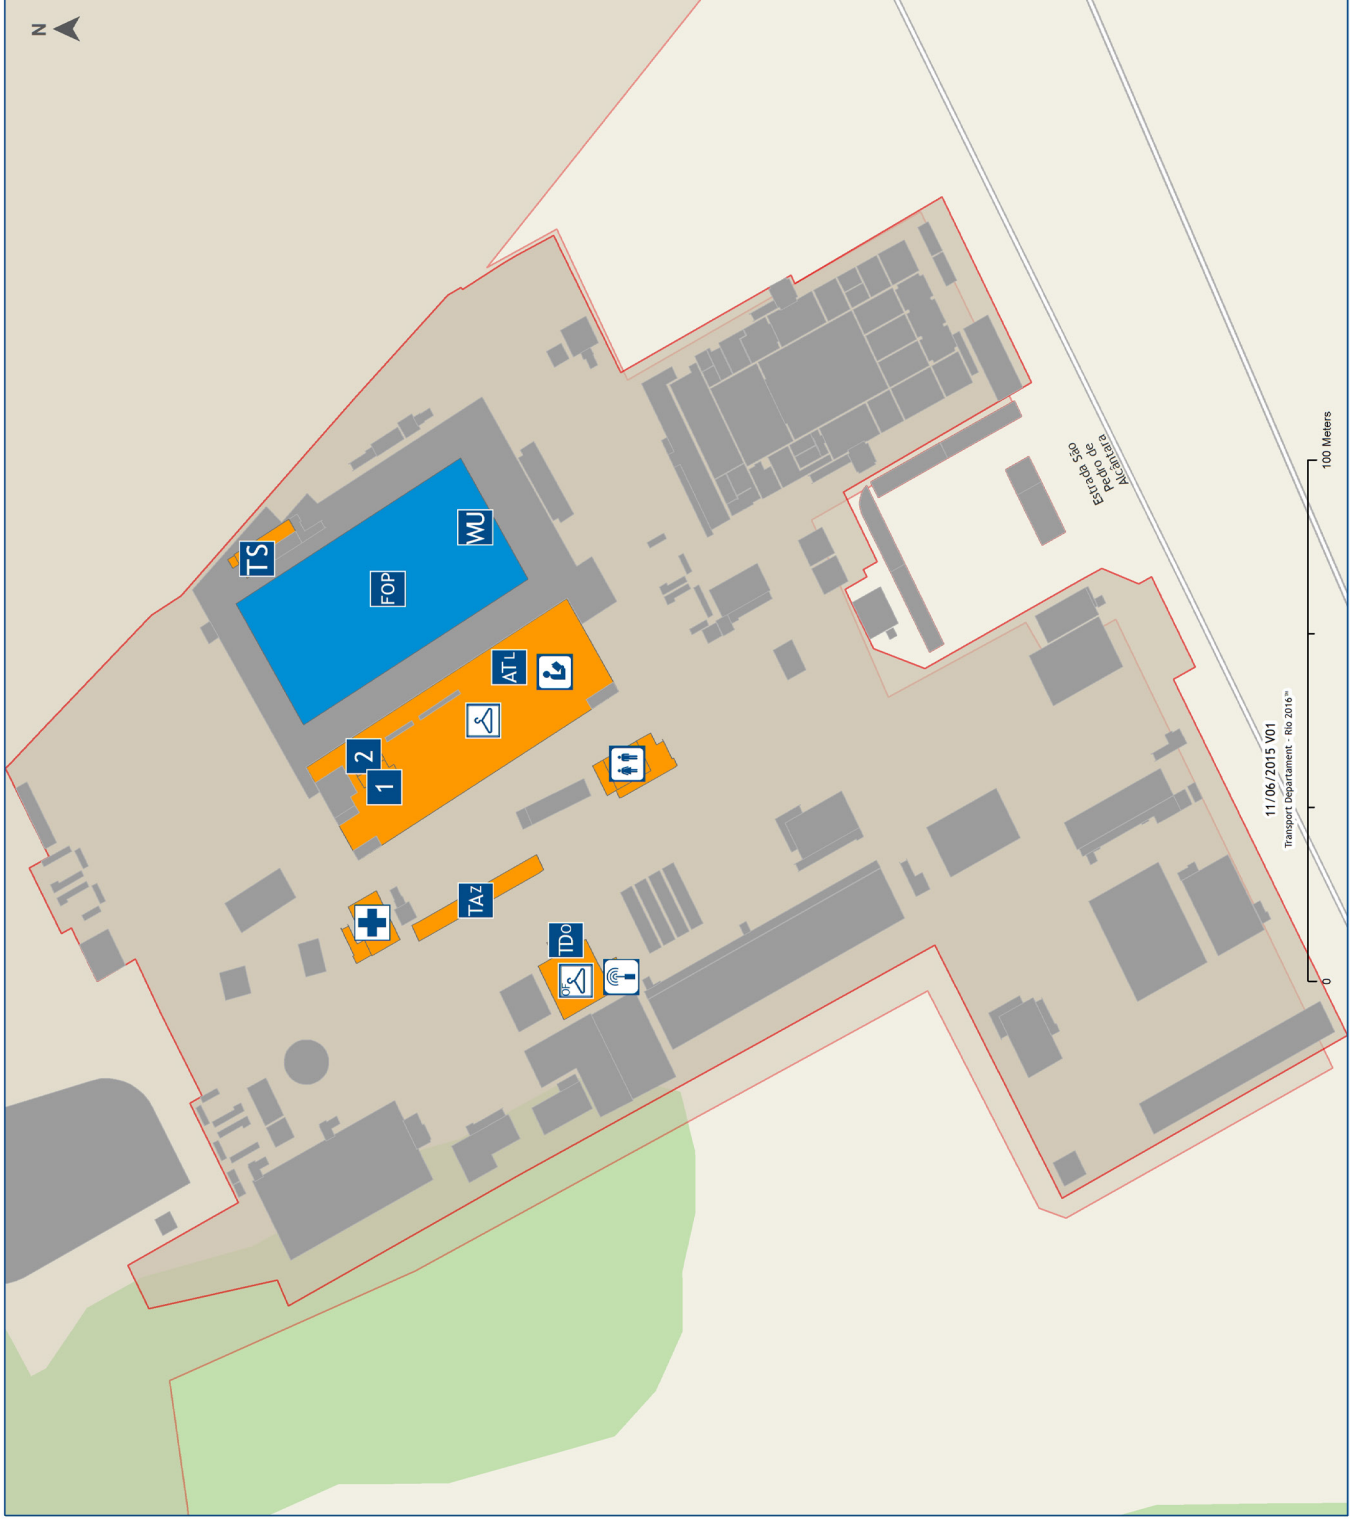 N
TS
FOP
WU
AT L
2
1
TAZ
TDO
OF
Estrada São
Pedro de
Alcântara
11/06/2015 V01
Transport Departament - Rio 2016™
0
100 Meters